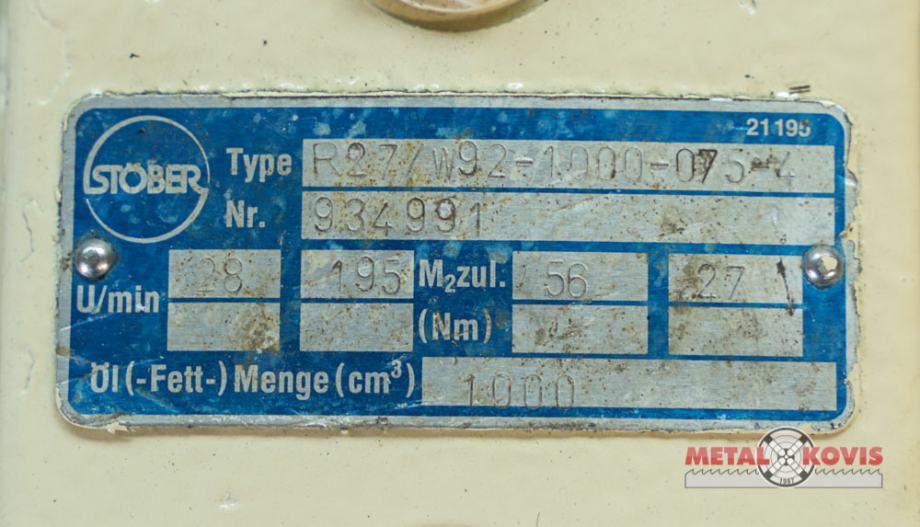 21195
STÖBER
Type R27/W92-1000-075-4
Nr. 934991
U/min 28 195 M2zul. (Nm) 56 27
Öl(-Fett-)Menge(cm³) 1000
METAL KOVIS
1987